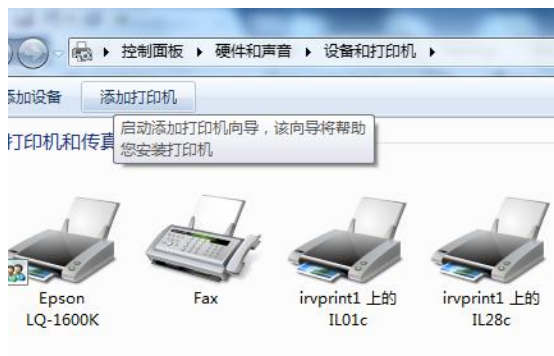 控制面板 ▸ 硬件和声音 ▸ 设备和打印机 ▸
添加设备 添加打印机
启动添加打印机向导，该向导将帮助
您安装打印机
打印机和传真
Epson
LQ-1600K
Fax
irvprint1 上的
IL01c
irvprint1 上的
IL28c